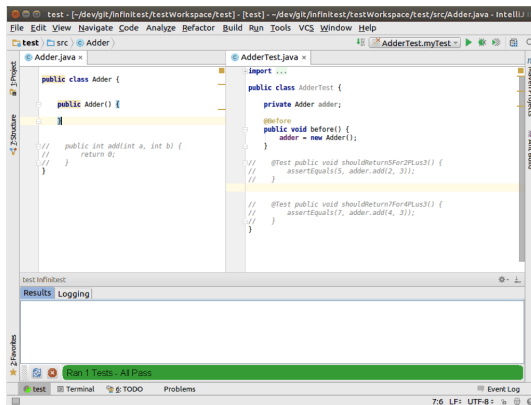 test - [~/dev/git/infinitest/testWorkspace/test] - [test] - ~/dev/git/infinitest/testWorkspace/test/src/Adder.java - IntelliJ
File Edit View Navigate Code Analyze Refactor Build Run Tools VCS Window Help
test src Adder AdderTest.myTest
Adder.java × AdderTest.java ×
1: Project
7: Structure
2: Favorites
public class Adder {
public Adder() {
}
// public int add(int a, int b) {
// return 0;
// }
}
import ...
public class AdderTest {
private Adder adder;
@Before
public void before() {
adder = new Adder();
}
// @Test public void shouldReturn5For2PLus3() {
// assertEquals(5, adder.add(2, 3));
// }
// @Test public void shouldReturn7For4PLus3() {
// assertEquals(7, adder.add(4, 3));
// }
}
test Infinitest
Results Logging
Ran 1 Tests - All Pass
test Terminal 6: TODO Problems Event Log
7:6 LF÷ UTF-8÷